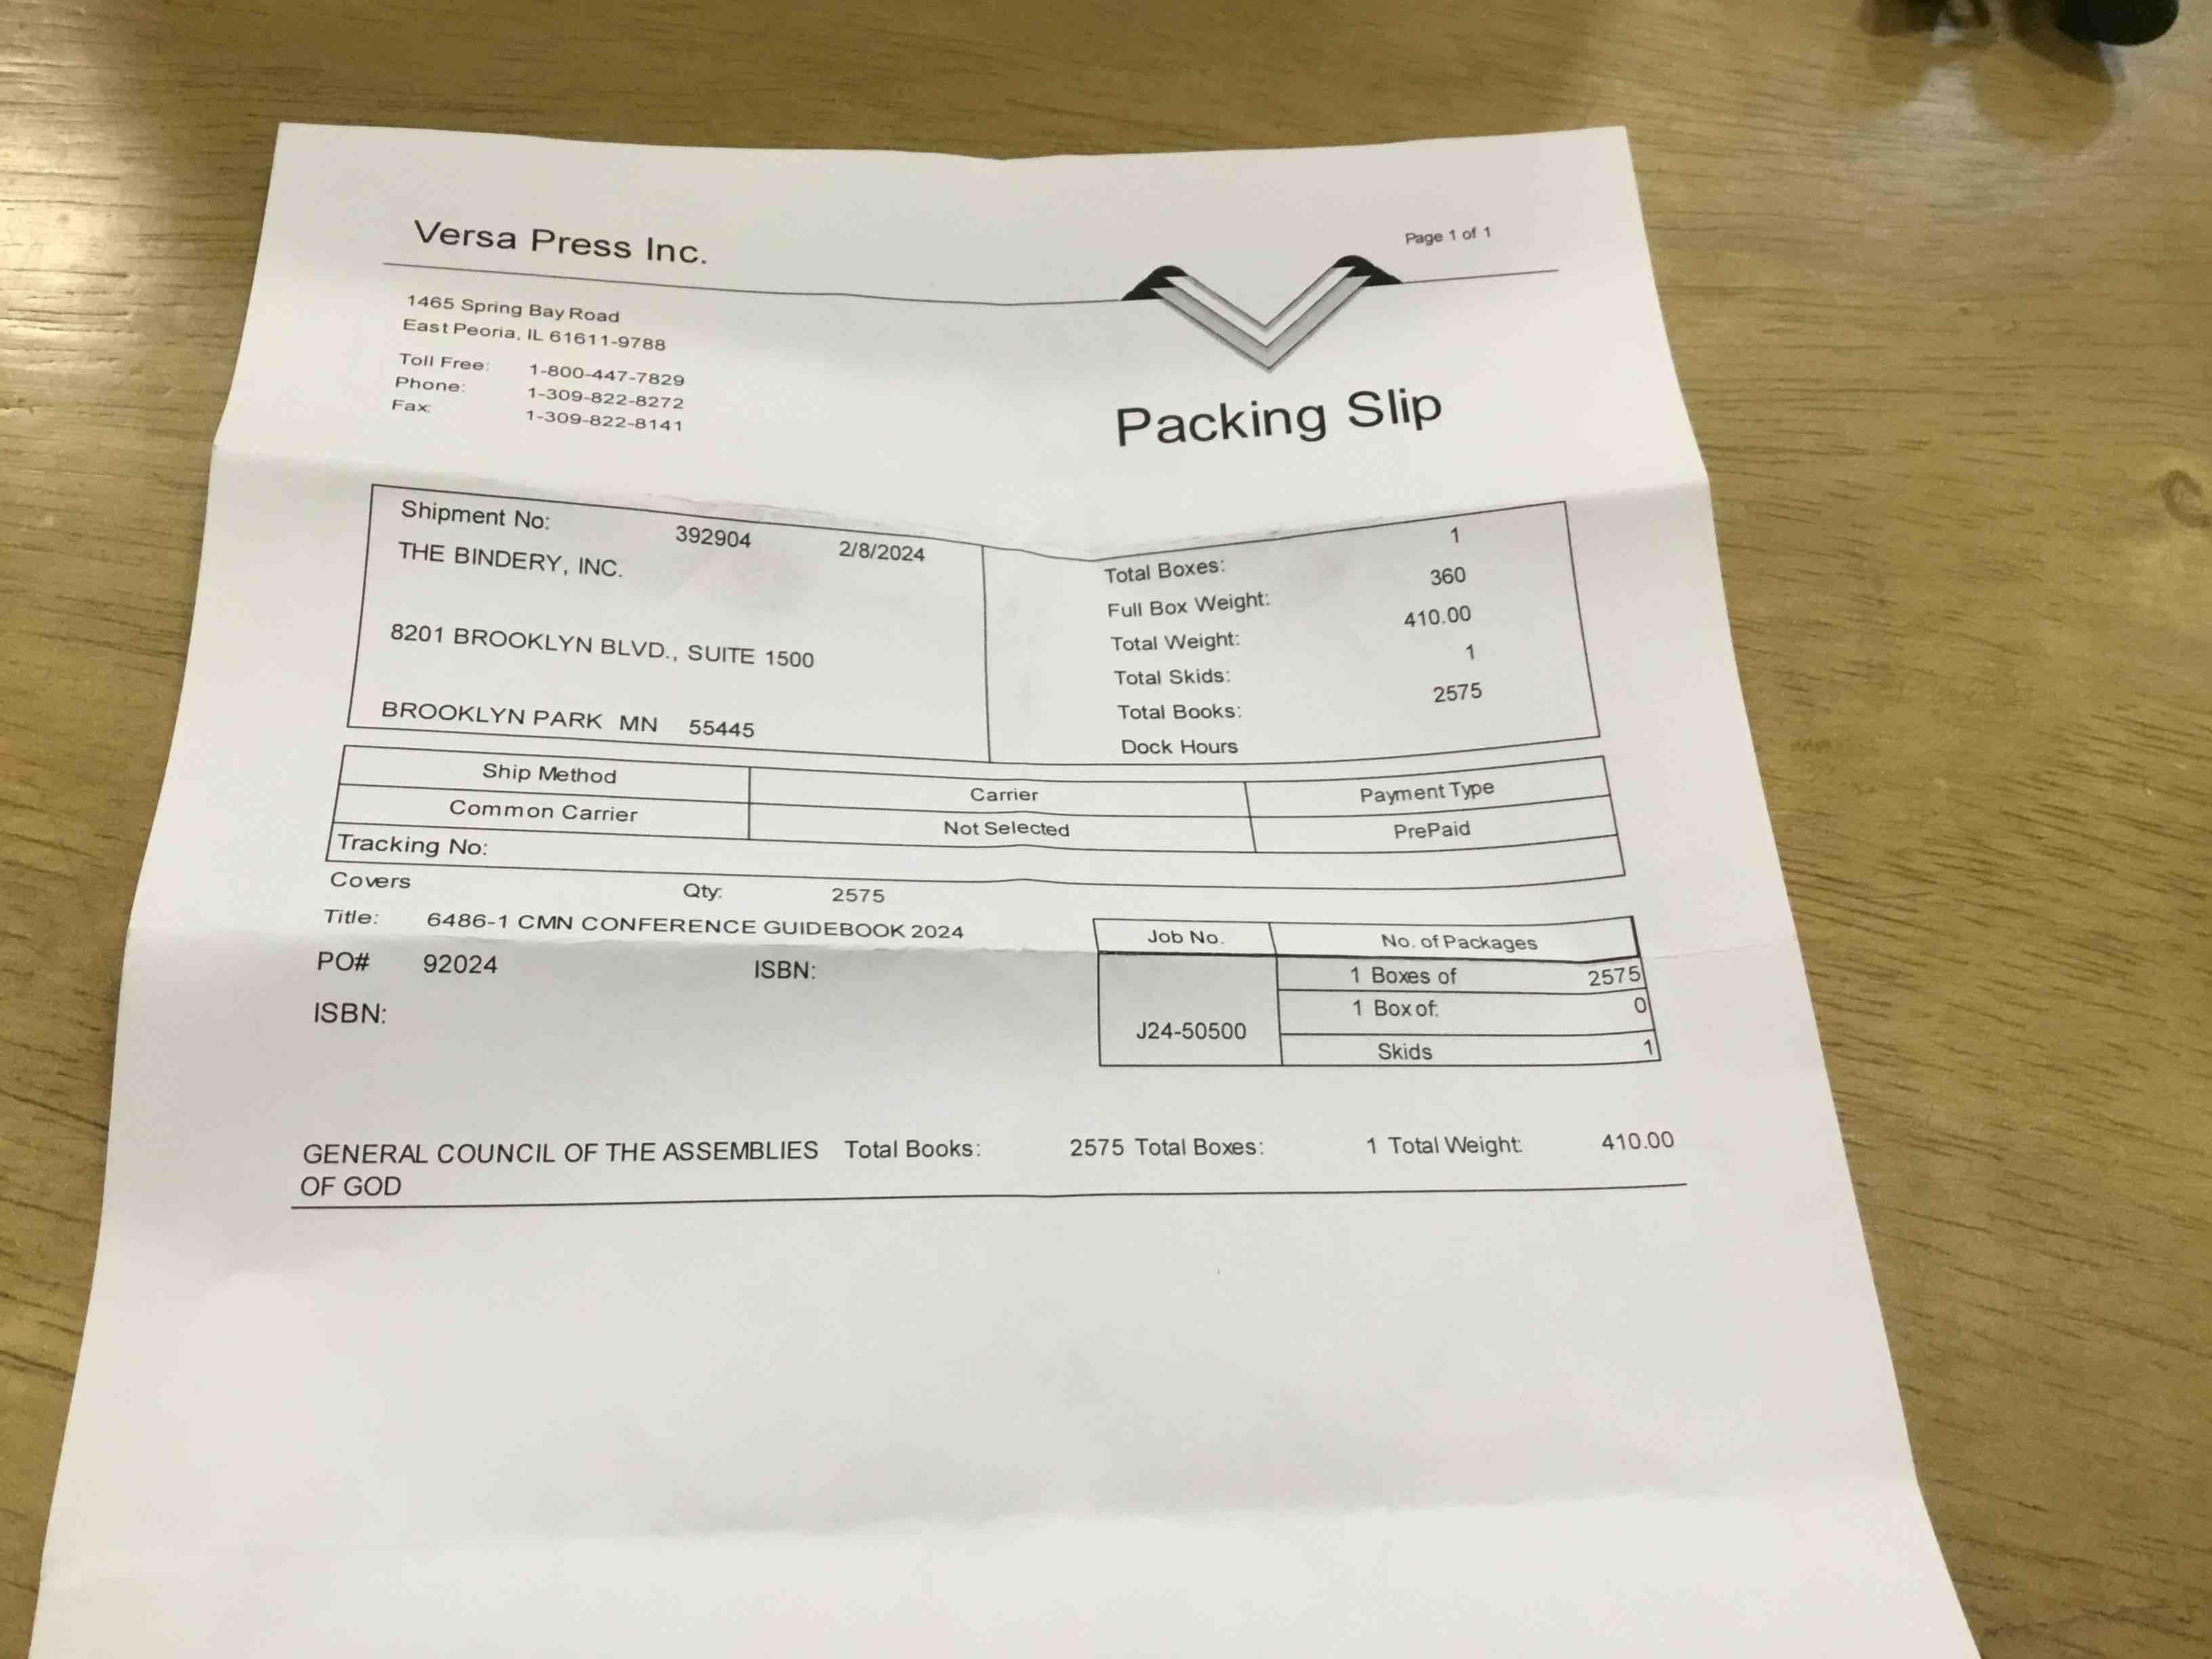 Versa Press Inc.
Page 1 of 1
1465 Spring Bay Road
East Peoria, IL 61611-9788
Toll Free: 1-800-447-7829
Phone: 1-309-822-8272
Fax: 1-309-822-8141
Packing Slip
Shipment No: 392904 2/8/2024
THE BINDERY, INC.
8201 BROOKLYN BLVD., SUITE 1500
BROOKLYN PARK MN 55445
Total Boxes: 1
Full Box Weight: 360
Total Weight: 410.00
Total Skids: 1
Total Books: 2575
Dock Hours
Ship Method Carrier Payment Type
Common Carrier Not Selected PrePaid
Tracking No:
Covers Qty: 2575
Title: 6486-1 CMN CONFERENCE GUIDEBOOK 2024
PO# 92024 ISBN:
ISBN:
Job No. No. of Packages
1 Boxes of 2575
1 Box of: 0
J24-50500
Skids 1
GENERAL COUNCIL OF THE ASSEMBLIES Total Books: 2575 Total Boxes: 1 Total Weight: 410.00
OF GOD